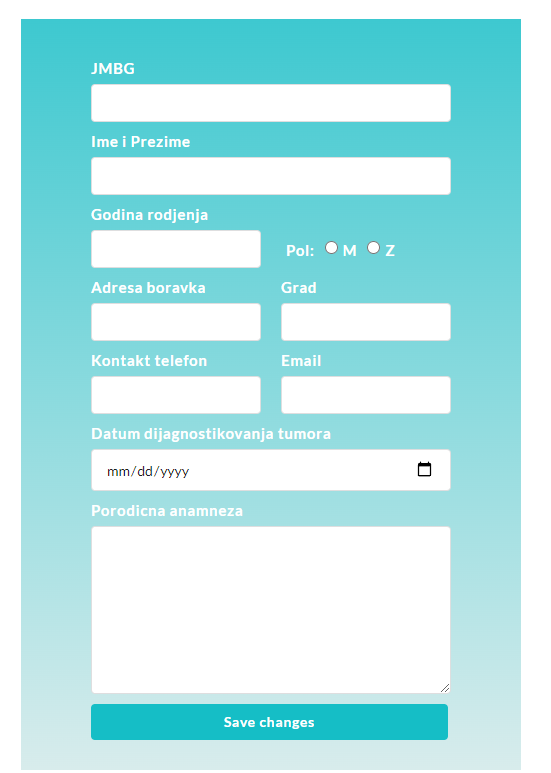 JMBG
Ime i Prezime
Godina rodjenja
Pol: M Z
Adresa boravka Grad
Kontakt telefon Email
Datum dijagnostikovanja tumora
mm/dd/yyyy
Porodicna anamneza
Save changes